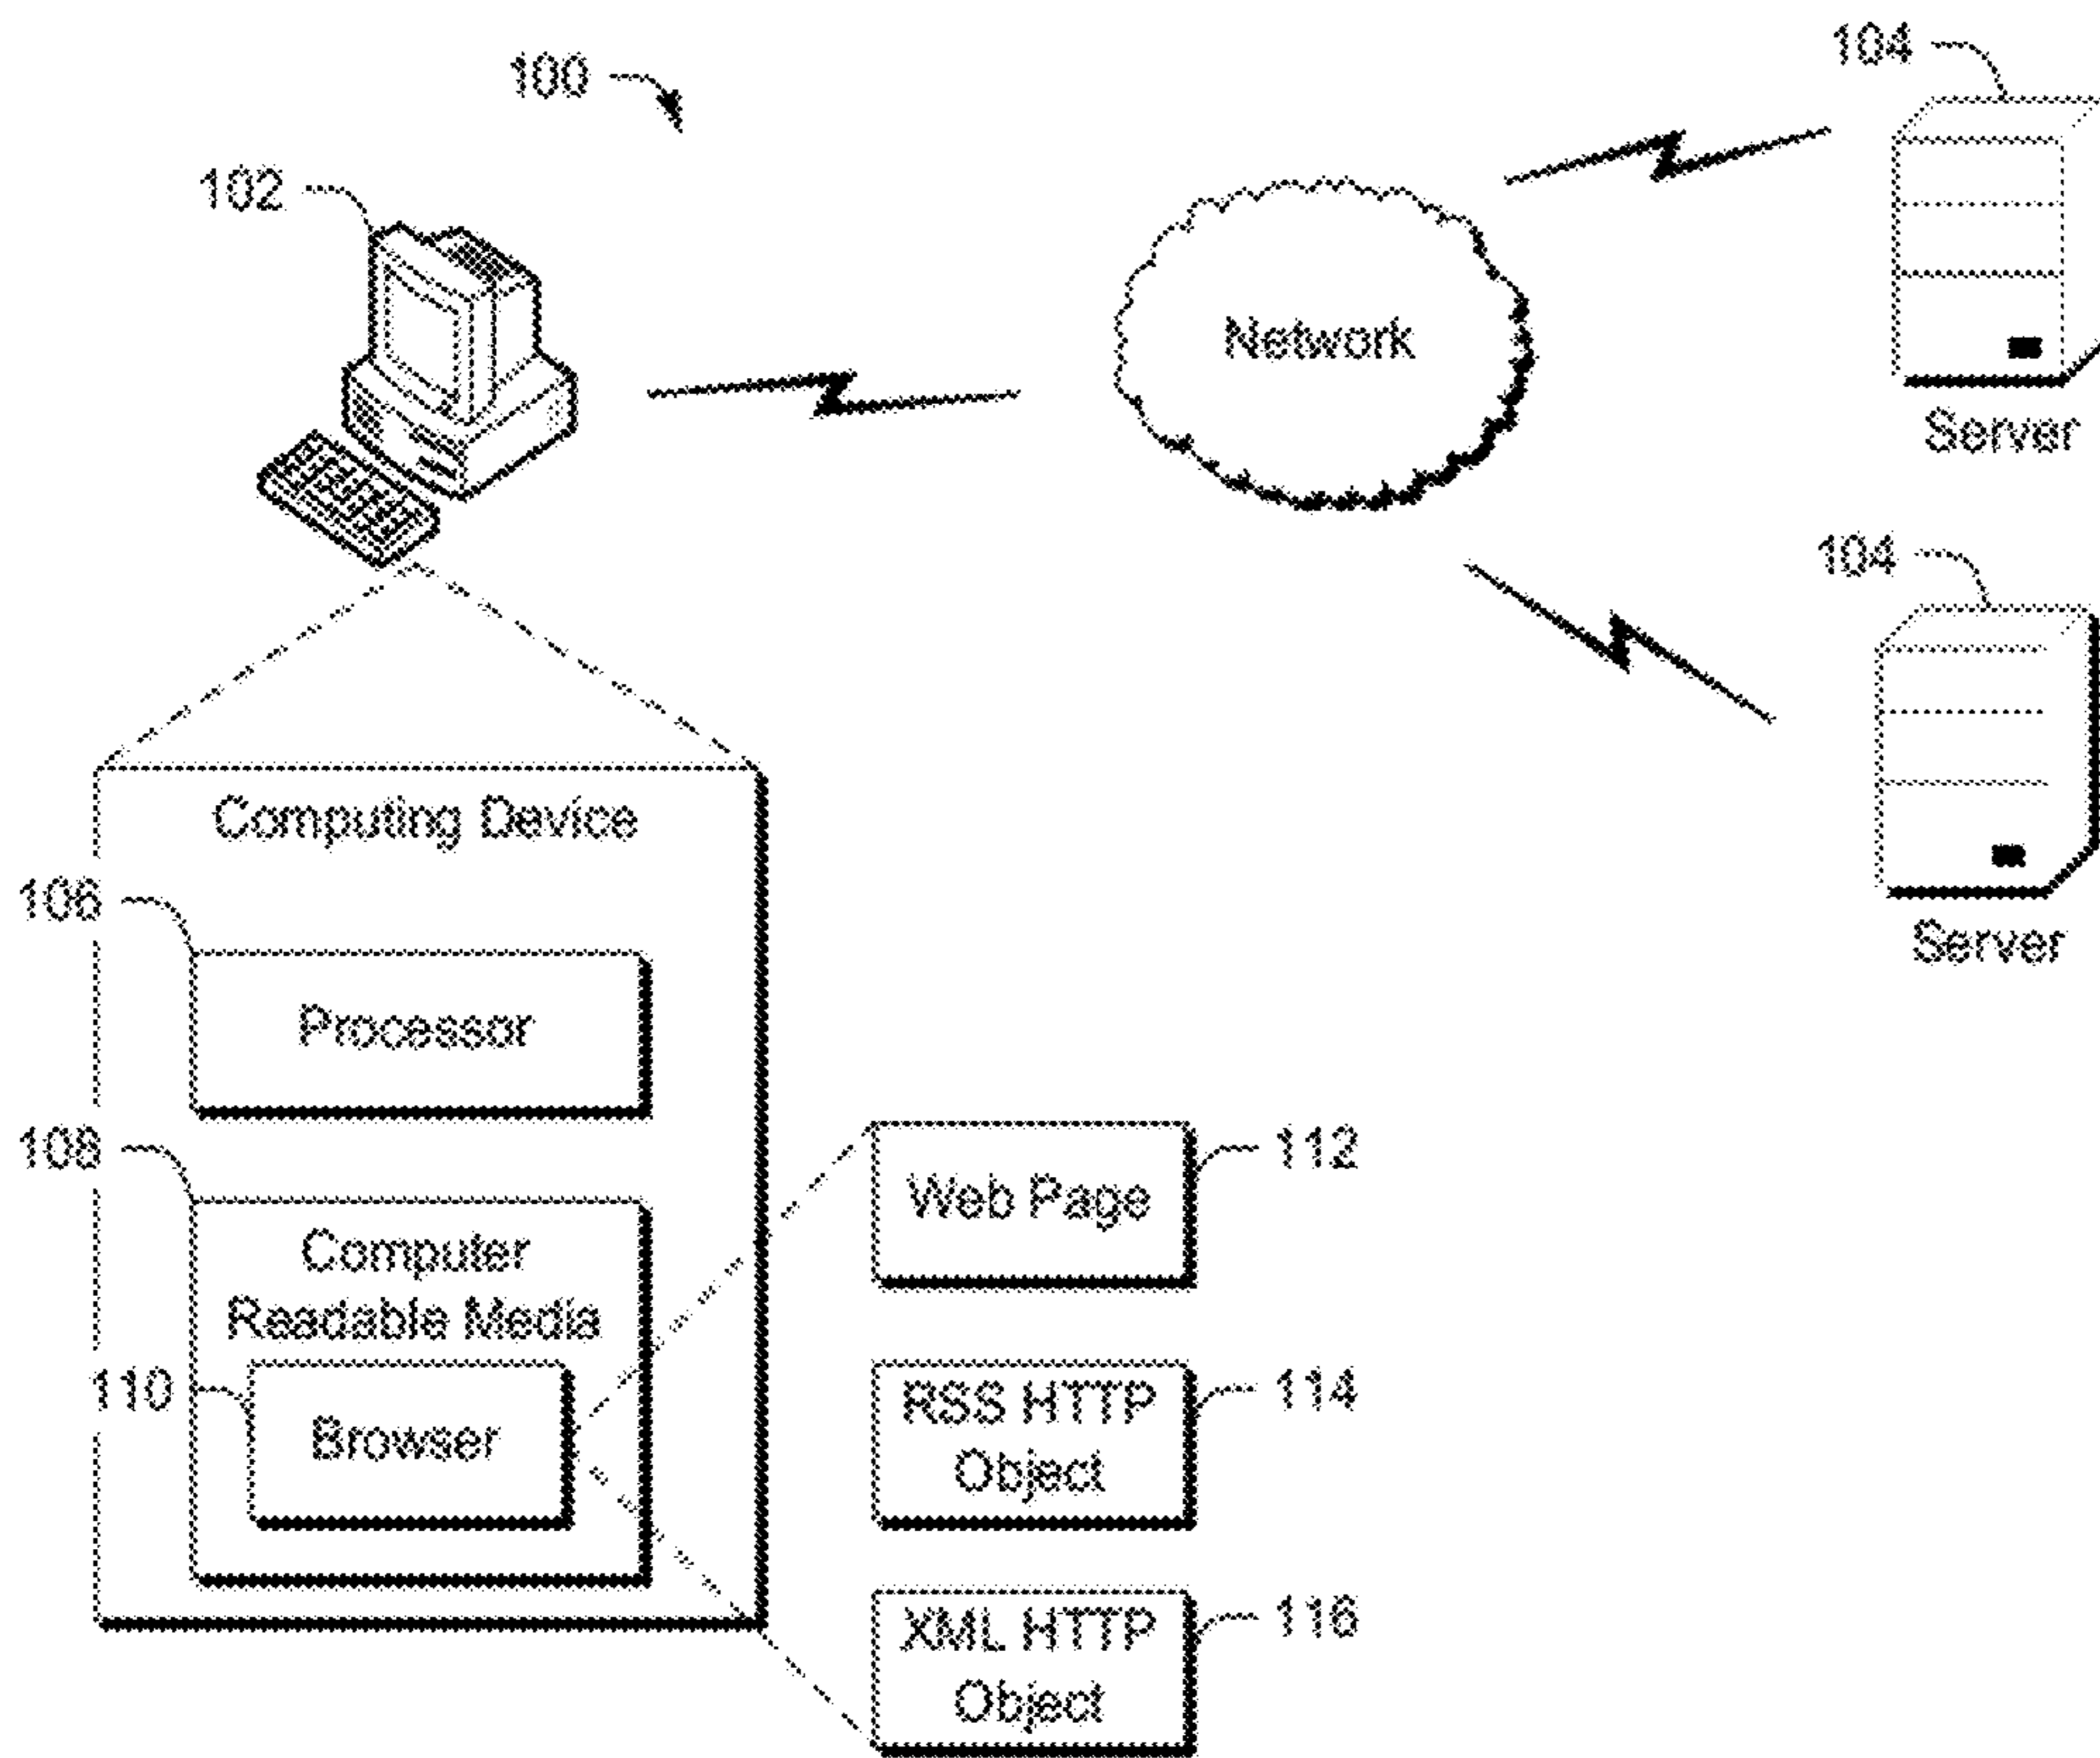 100
104
102
Network
Server
104
Computing Device
106
Server
Processor
108
112
Web Page
Computer
Readable Media
110
114
RSS HTTP
Object
Browser
116
XML HTTP
Object